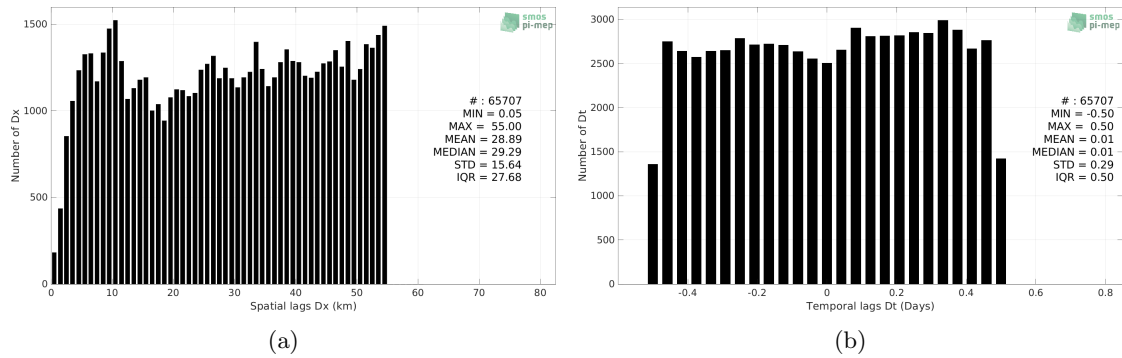 smos
pi-mep
Number of Dx
1500
1000
500
0
# : 65707
MIN = 0.05
MAX = 55.00
MEAN = 28.89
MEDIAN = 29.29
STD = 15.64
IQR = 27.68
0 10 20 30 40 50 60 70 80
Spatial lags Dx (km)
(a)
smos
pi-mep
Number of Dt
3000
2500
2000
1500
1000
500
0
# : 65707
MIN = -0.50
MAX = 0.50
MEAN = 0.01
MEDIAN = 0.01
STD = 0.29
IQR = 0.50
-0.4 -0.2 0 0.2 0.4 0.6 0.8
Temporal lags Dt (Days)
(b)